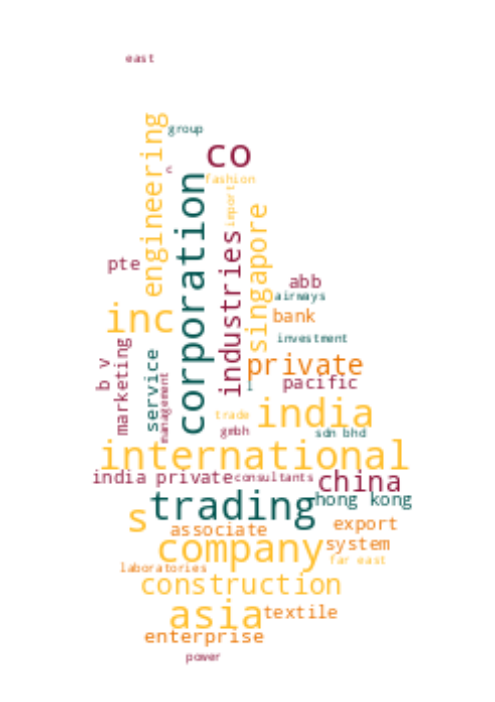 east
engineering
group
co
c
fashion
import
corporation
industries
singapore
pte
abb
airways
inc
bank
investment
marketing
b v
service
management
private
pacific
trade
india
gmbh
sdn bhd
international
india private
consultants
china
trading
hong kong
s
associate
export
company
system
far east
laboratories
construction
asia
textile
enterprise
power